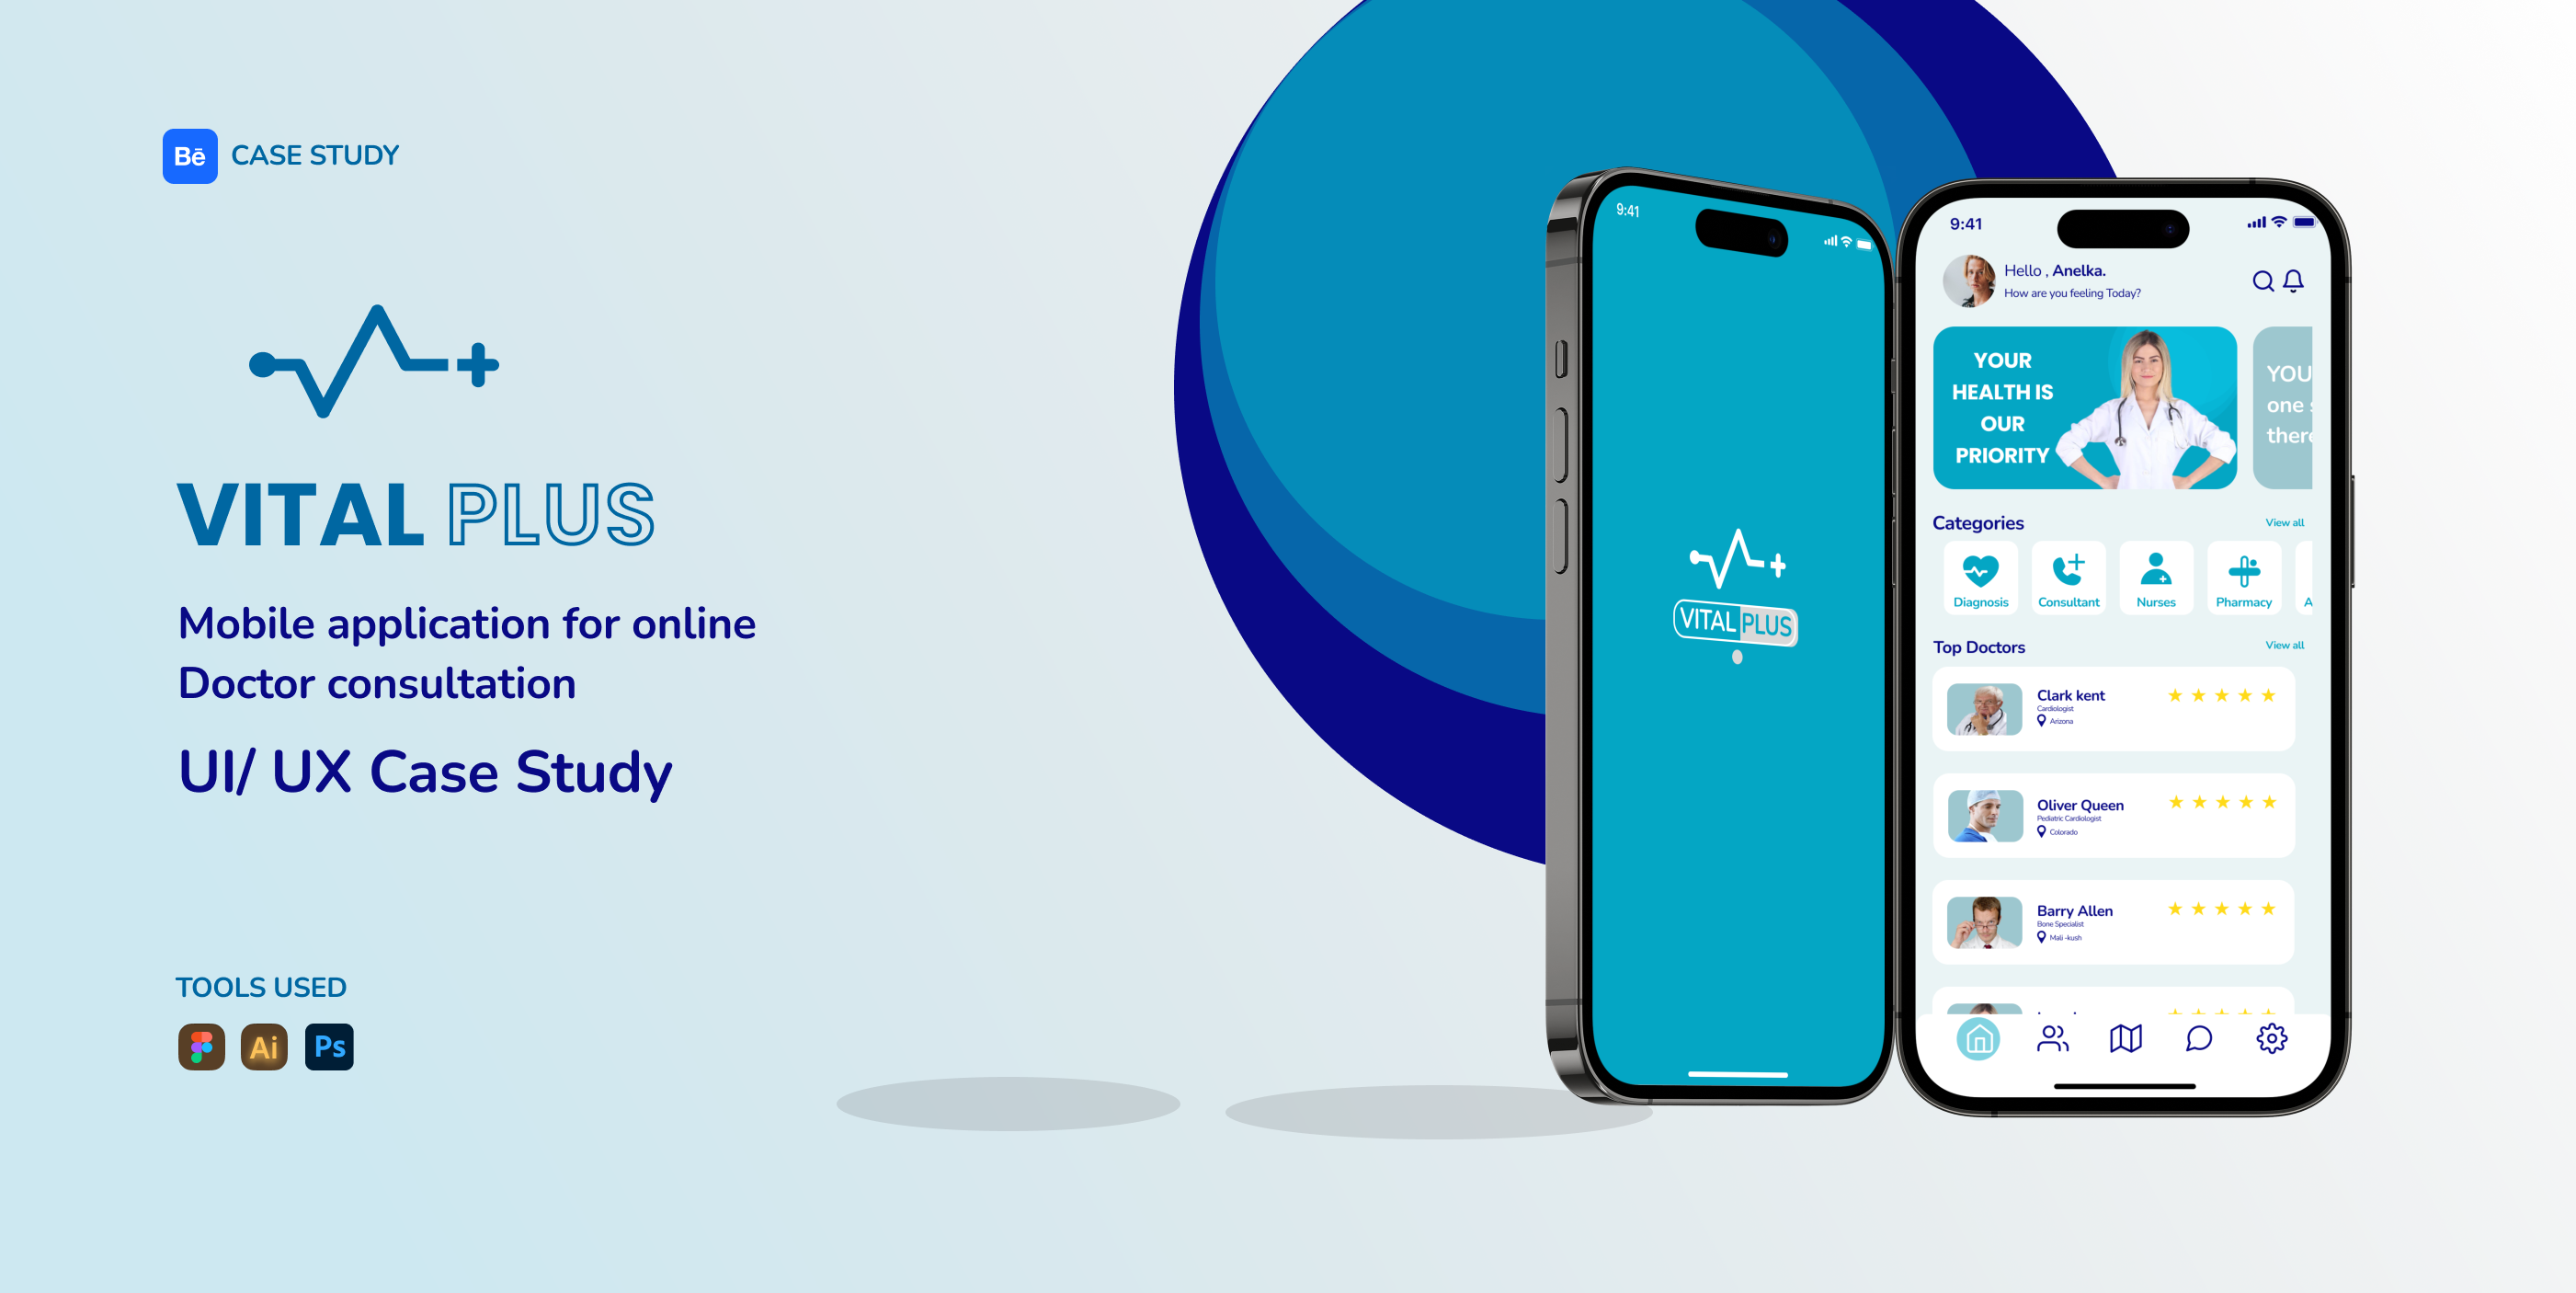 Bē CASE STUDY
VITAL PLUS
Mobile application for online
Doctor consultation
UI/ UX Case Study
TOOLS USED
Ai Ps
9:41
VITAL PLUS
9:41
Hello , Anelka.
How are you feeling Today?
YOUR
HEALTH IS
OUR
PRIORITY
YOU
one
there
Categories View all
Diagnosis Consultant Nurses Pharmacy A
Top Doctors View all
Clark kent
Cardiologist
Arizona
Oliver Queen
Pediatric Cardiologist
Colorado
Barry Allen
Bone Specialist
Mali -kush